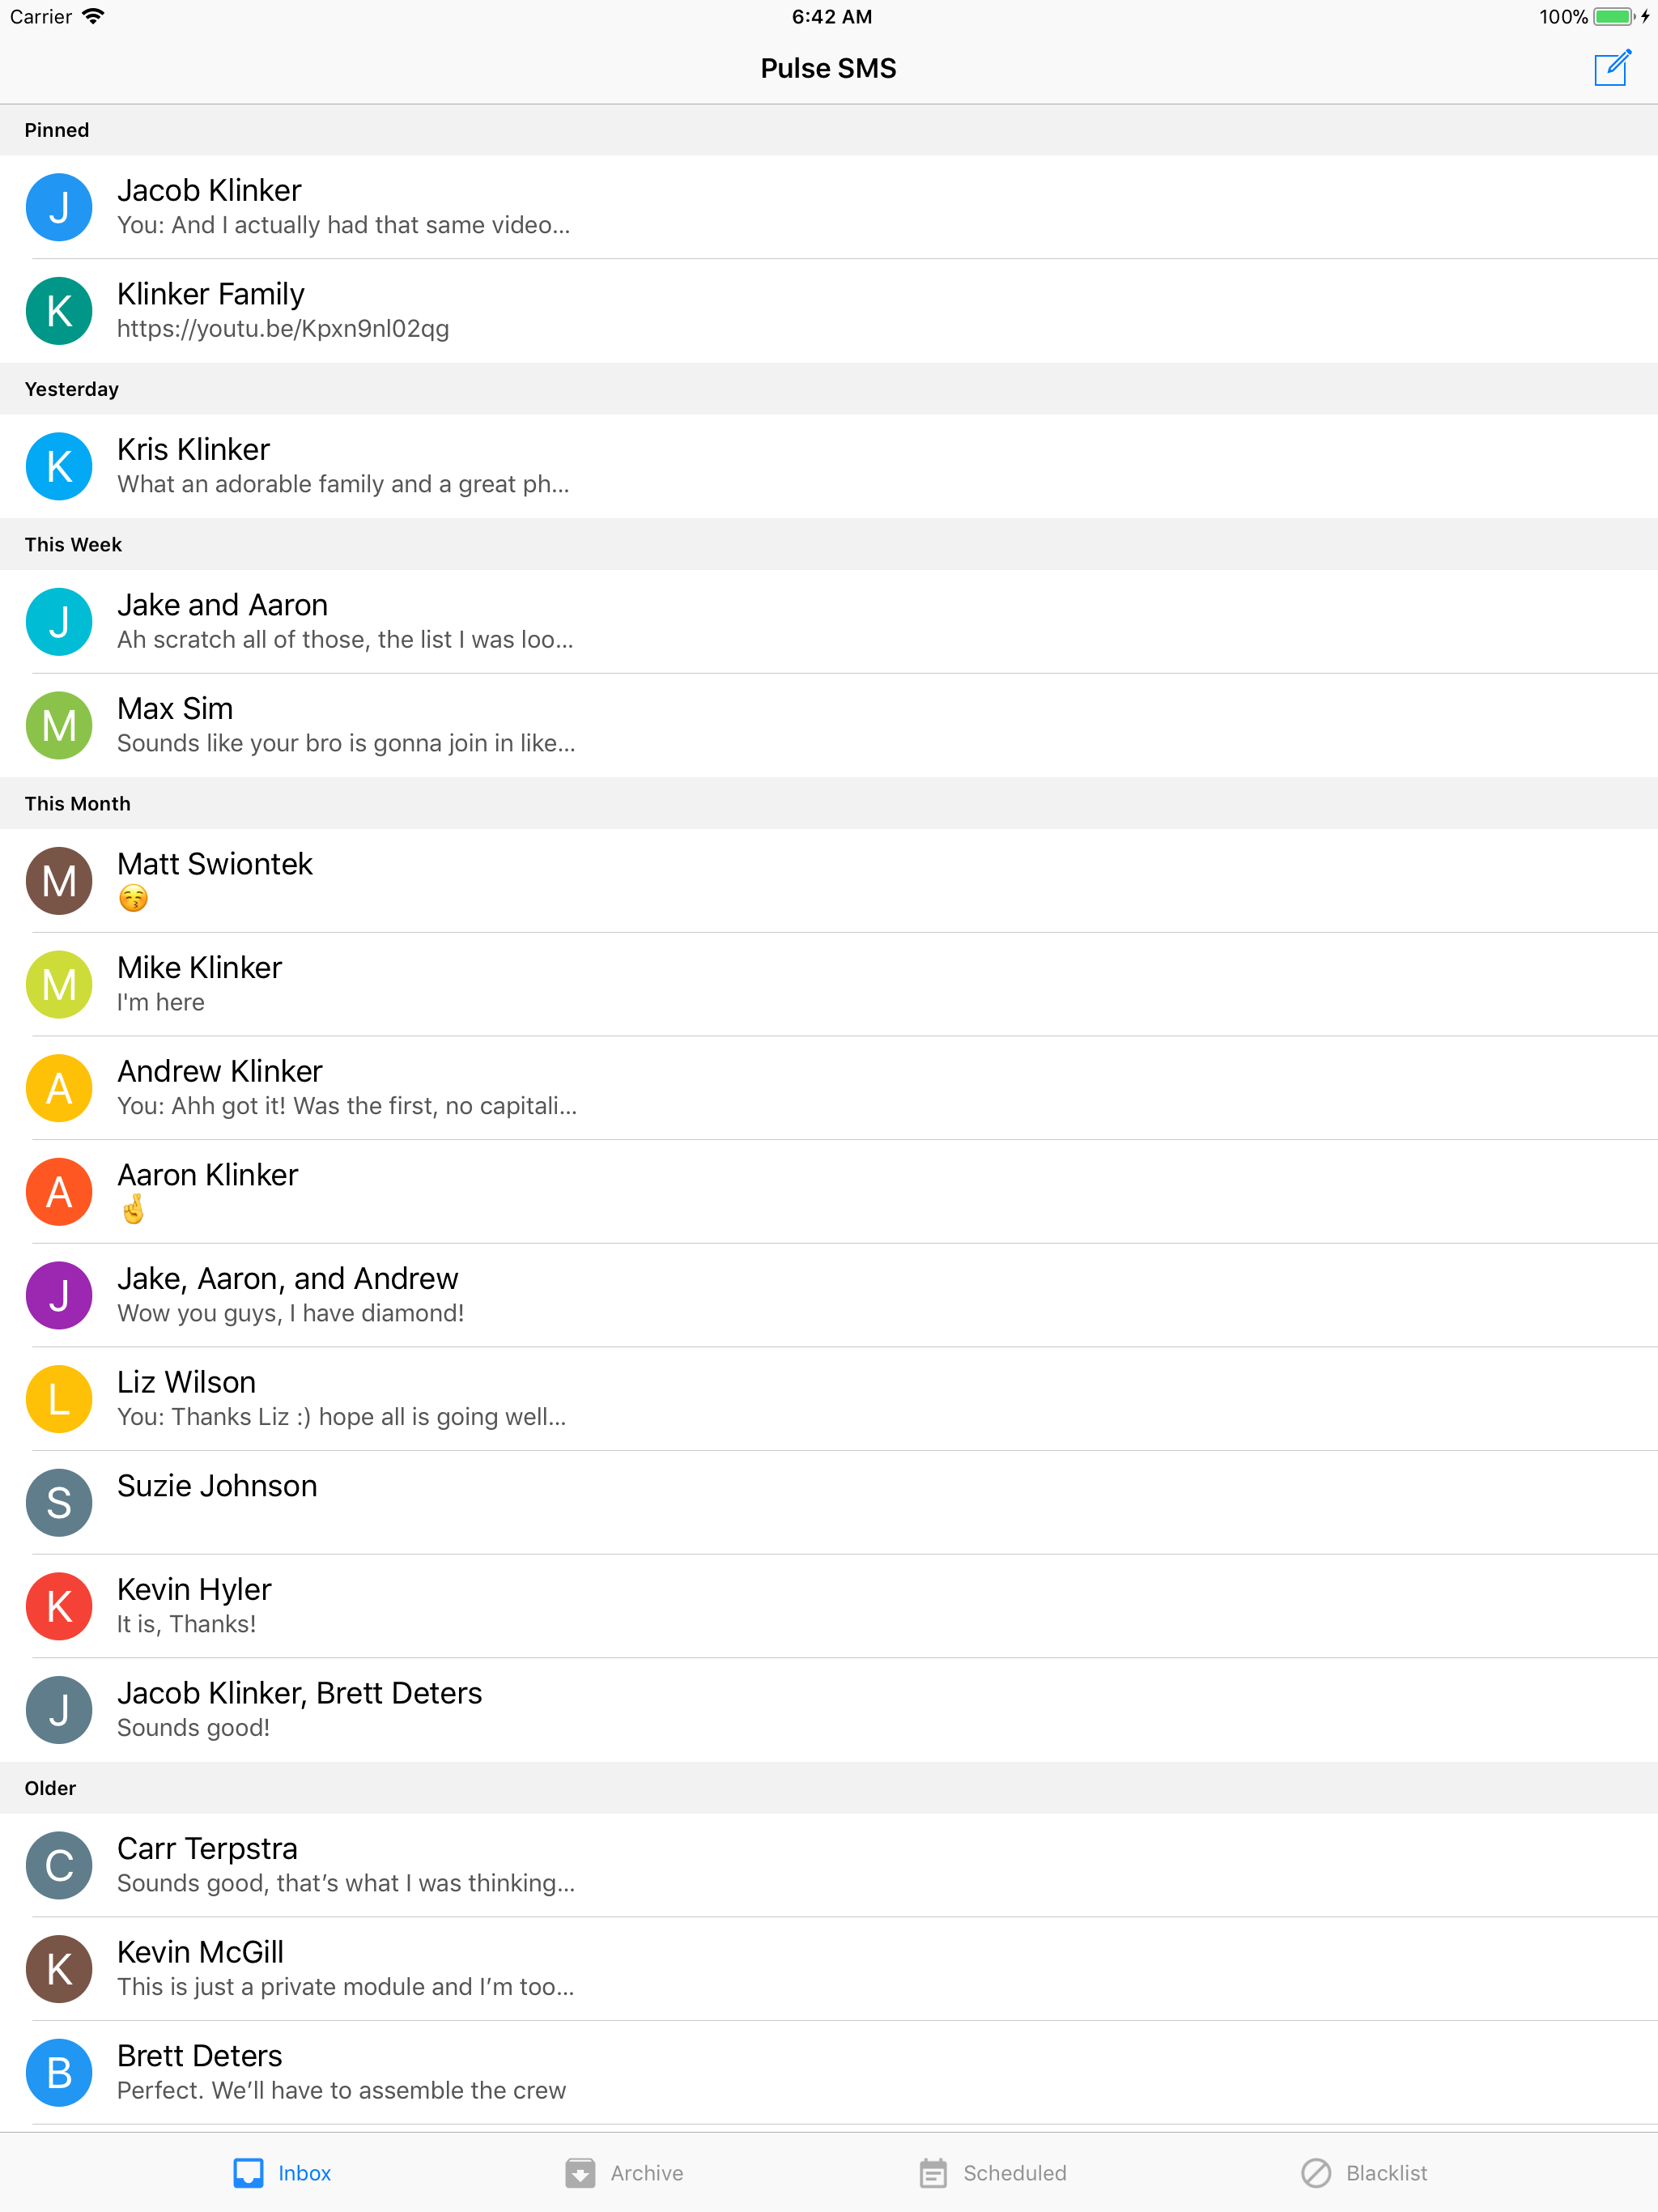 Carrier 6:42 AM 100%
Pulse SMS
Pinned
J Jacob Klinker
You: And I actually had that same video...
K Klinker Family
https://youtu.be/Kpxn9nl02qg
Yesterday
K Kris Klinker
What an adorable family and a great ph...
This Week
J Jake and Aaron
Ah scratch all of those, the list I was loo...
M Max Sim
Sounds like your bro is gonna join in like...
This Month
M Matt Swiontek
😚
M Mike Klinker
I'm here
A Andrew Klinker
You: Ahh got it! Was the first, no capitali...
A Aaron Klinker
🤞
J Jake, Aaron, and Andrew
Wow you guys, I have diamond!
L Liz Wilson
You: Thanks Liz :) hope all is going well...
S Suzie Johnson
K Kevin Hyler
It is, Thanks!
J Jacob Klinker, Brett Deters
Sounds good!
Older
C Carr Terpstra
Sounds good, that’s what I was thinking...
K Kevin McGill
This is just a private module and I’m too...
B Brett Deters
Perfect. We’ll have to assemble the crew
Inbox Archive Scheduled Blacklist